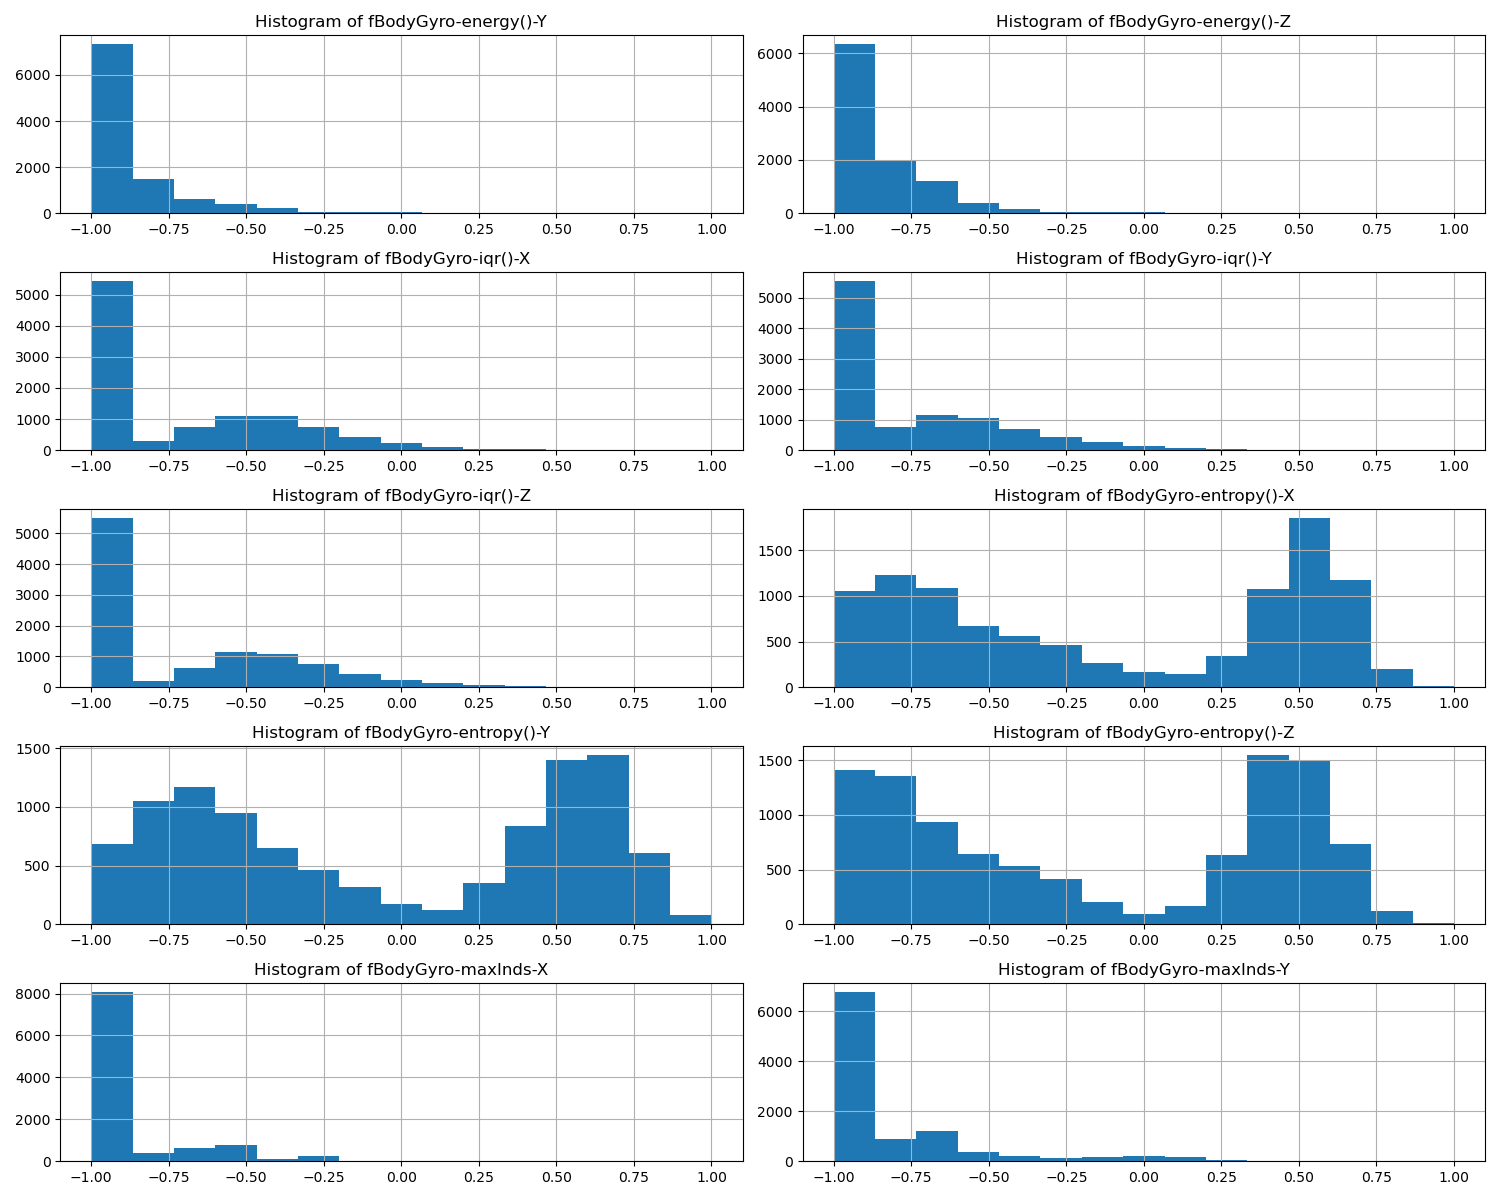 Histogram of fBodyGyro-energy()-Y
6000
4000
2000
0
−1.00 −0.75 −0.50 −0.25 0.00 0.25 0.50 0.75 1.00
Histogram of fBodyGyro-energy()-Z
6000
4000
2000
0
−1.00 −0.75 −0.50 −0.25 0.00 0.25 0.50 0.75 1.00
Histogram of fBodyGyro-iqr()-X
5000
4000
3000
2000
1000
0
−1.00 −0.75 −0.50 −0.25 0.00 0.25 0.50 0.75 1.00
Histogram of fBodyGyro-iqr()-Y
5000
4000
3000
2000
1000
0
−1.00 −0.75 −0.50 −0.25 0.00 0.25 0.50 0.75 1.00
Histogram of fBodyGyro-iqr()-Z
5000
4000
3000
2000
1000
0
−1.00 −0.75 −0.50 −0.25 0.00 0.25 0.50 0.75 1.00
Histogram of fBodyGyro-entropy()-X
1500
1000
500
0
−1.00 −0.75 −0.50 −0.25 0.00 0.25 0.50 0.75 1.00
Histogram of fBodyGyro-entropy()-Y
1500
1000
500
0
−1.00 −0.75 −0.50 −0.25 0.00 0.25 0.50 0.75 1.00
Histogram of fBodyGyro-entropy()-Z
1500
1000
500
0
−1.00 −0.75 −0.50 −0.25 0.00 0.25 0.50 0.75 1.00
Histogram of fBodyGyro-maxInds-X
8000
6000
4000
2000
0
−1.00 −0.75 −0.50 −0.25 0.00 0.25 0.50 0.75 1.00
Histogram of fBodyGyro-maxInds-Y
6000
4000
2000
0
−1.00 −0.75 −0.50 −0.25 0.00 0.25 0.50 0.75 1.00